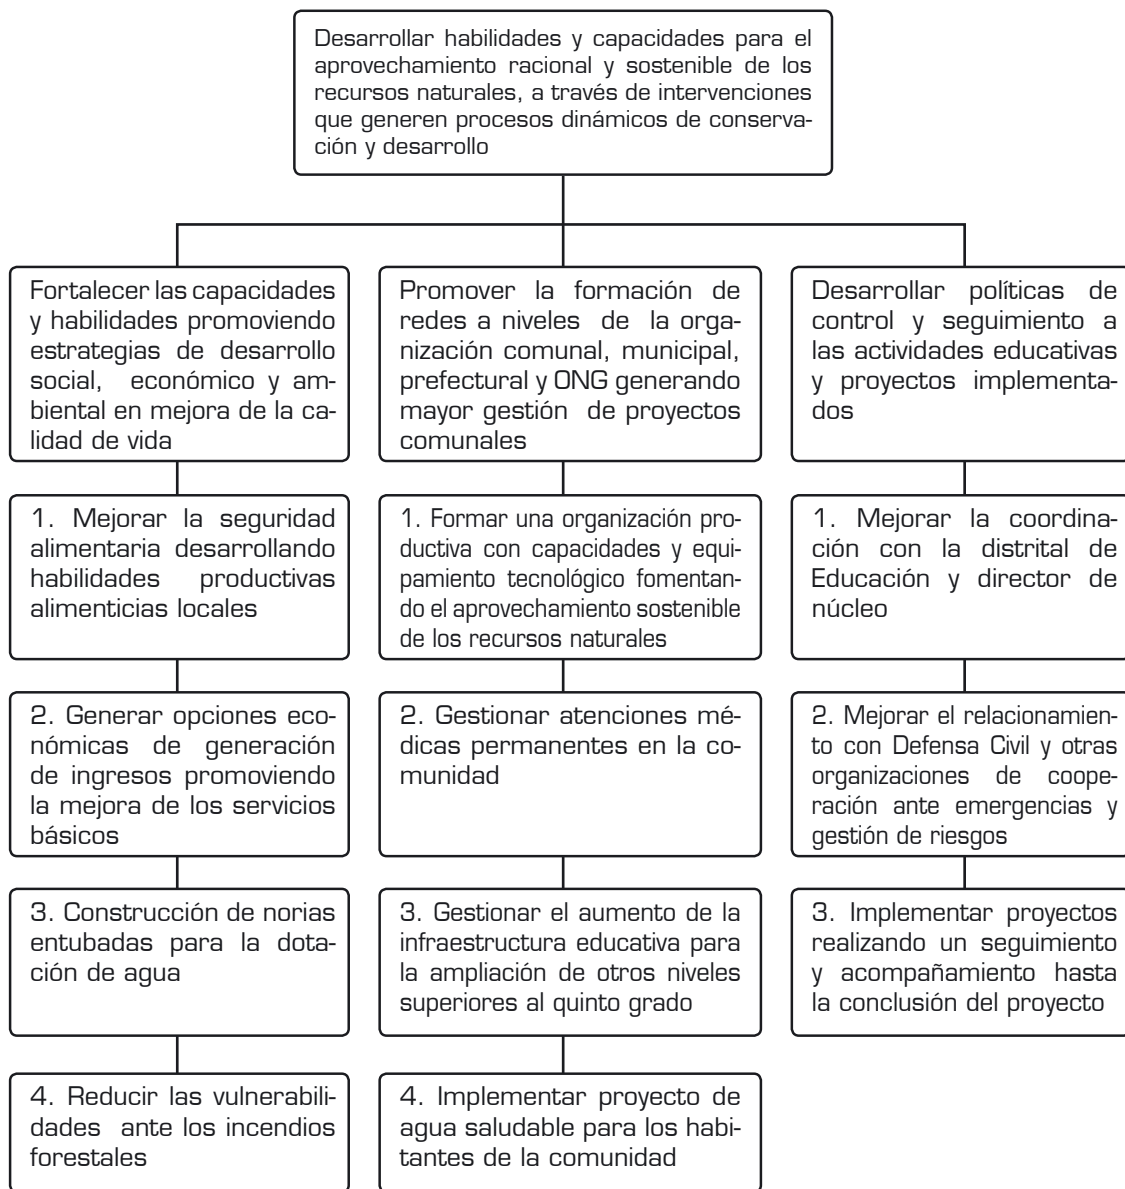 Desarrollar habilidades y capacidades para el
aprovechamiento racional y sostenible de los
recursos naturales, a través de intervenciones
que generen procesos dinámicos de conserva-
ción y desarrollo
Fortalecer las capacidades
y habilidades promoviendo
estrategias de desarrollo
social, económico y am-
biental en mejora de la ca-
lidad de vida
1. Mejorar la seguridad
alimentaria desarrollando
habilidades productivas
alimenticias locales
2. Generar opciones eco-
nómicas de generación
de ingresos promoviendo
la mejora de los servicios
básicos
3. Construcción de norias
entubadas para la dota-
ción de agua
4. Reducir las vulnerabili-
dades ante los incendios
forestales
Promover la formación de
redes a niveles de la orga-
nización comunal, municipal,
prefectural y ONG generando
mayor gestión de proyectos
comunales
1. Formar una organización pro-
ductiva con capacidades y equi-
pamiento tecnológico fomentan-
do el aprovechamiento sostenible
de los recursos naturales
2. Gestionar atenciones mé-
dicas permanentes en la co-
munidad
3. Gestionar el aumento de la
infraestructura educativa para
la ampliación de otros niveles
superiores al quinto grado
4. Implementar proyecto de
agua saludable para los habi-
tantes de la comunidad
Desarrollar políticas de
control y seguimiento a
las actividades educativas
y proyectos implementa-
dos
1. Mejorar la coordina-
ción con la distrital de
Educación y director de
núcleo
2. Mejorar el relacionamien-
to con Defensa Civil y otras
organizaciones de coope-
ración ante emergencias y
gestión de riesgos
3. Implementar proyectos
realizando un seguimiento
y acompañamiento hasta
la conclusión del proyecto